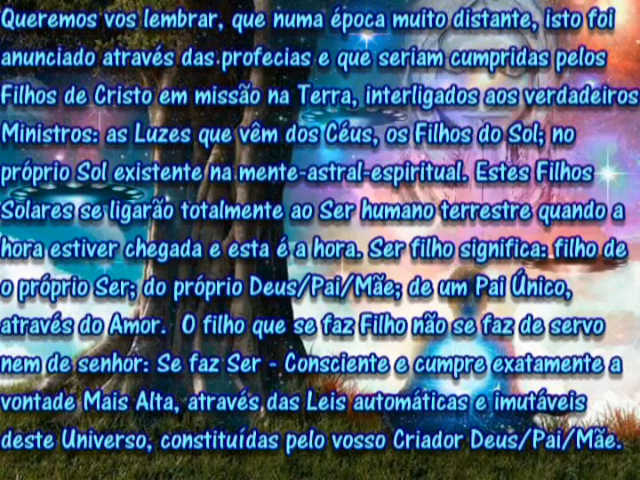 Queremos vos lembrar, que numa época muito distante, isto foi
anunciado através das profecias e que seriam cumpridas pelos
Filhos de Cristo em missão na Terra, interligados aos verdadeiros
Ministros: as Luzes que vêm dos Céus, os Filhos do Sol; no
próprio Sol existente na mente-astral-espiritual. Estes Filhos
Solares se ligarão totalmente ao Ser humano terrestre quando a
hora estiver chegada e esta é a hora. Ser filho significa: filho de
o próprio Ser; do próprio Deus/Pai/Mãe; de um Pai Único,
através do Amor. O filho que se faz Filho não se faz de servo
nem de senhor: Se faz Ser - Consciente e cumpre exatamente a
vontade Mais Alta, através das Leis automáticas e imutáveis
deste Universo, constituídas pelo vosso Criador Deus/Pai/Mãe.